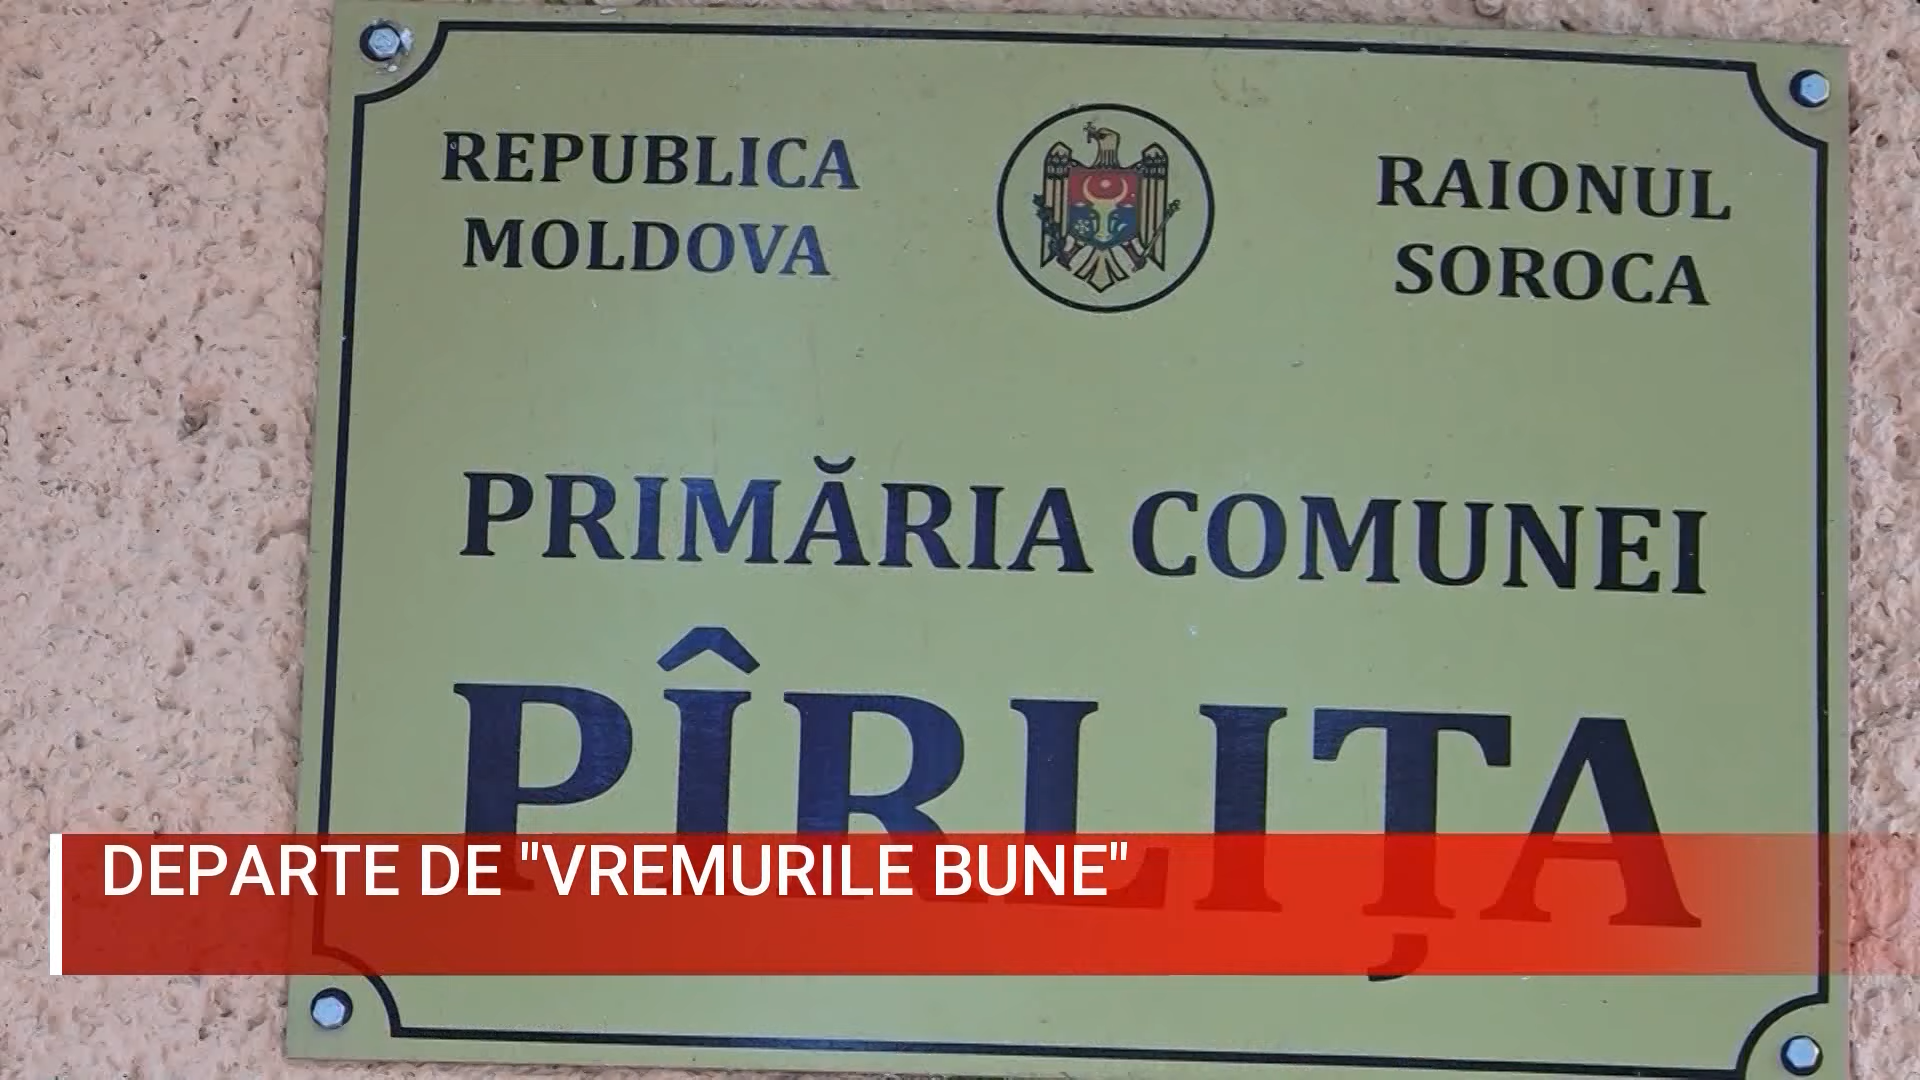 REPUBLICA
MOLDOVA
RAIONUL
SOROCA
PRIMĂRIA COMUNEI
PÎRLIȚA
DEPARTE DE "VREMURILE BUNE"